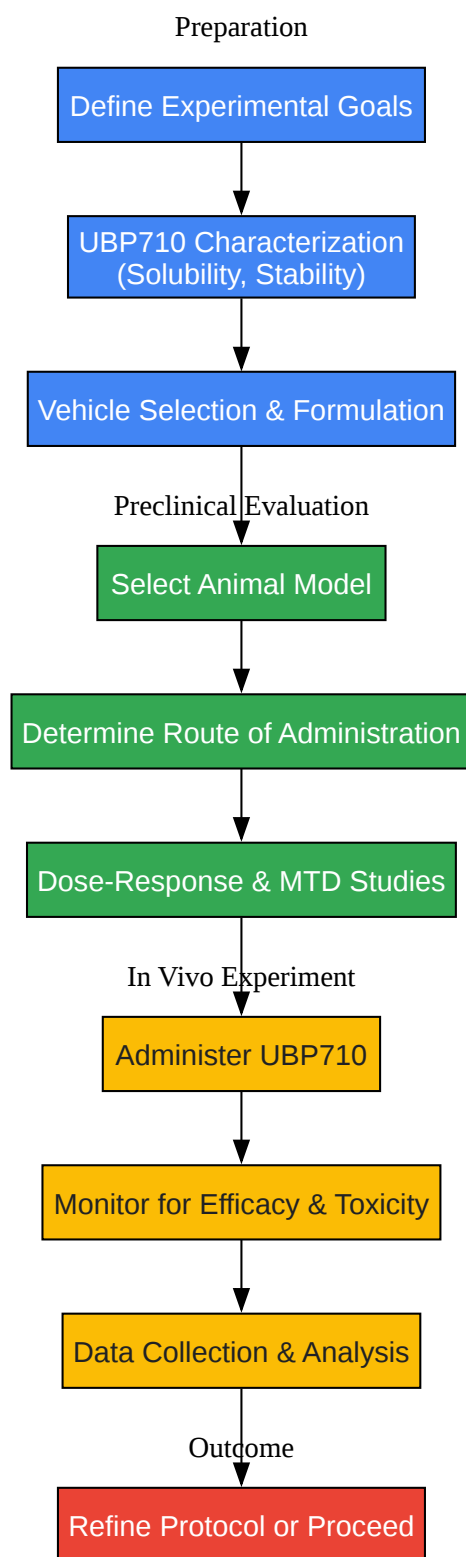 Preparation
Define Experimental Goals
UBP710 Characterization
(Solubility, Stability)
Vehicle Selection & Formulation
Preclinical Evaluation
Select Animal Model
Determine Route of Administration
Dose-Response & MTD Studies
In Vivo Experiment
Administer UBP710
Monitor for Efficacy & Toxicity
Data Collection & Analysis
Outcome
Refine Protocol or Proceed